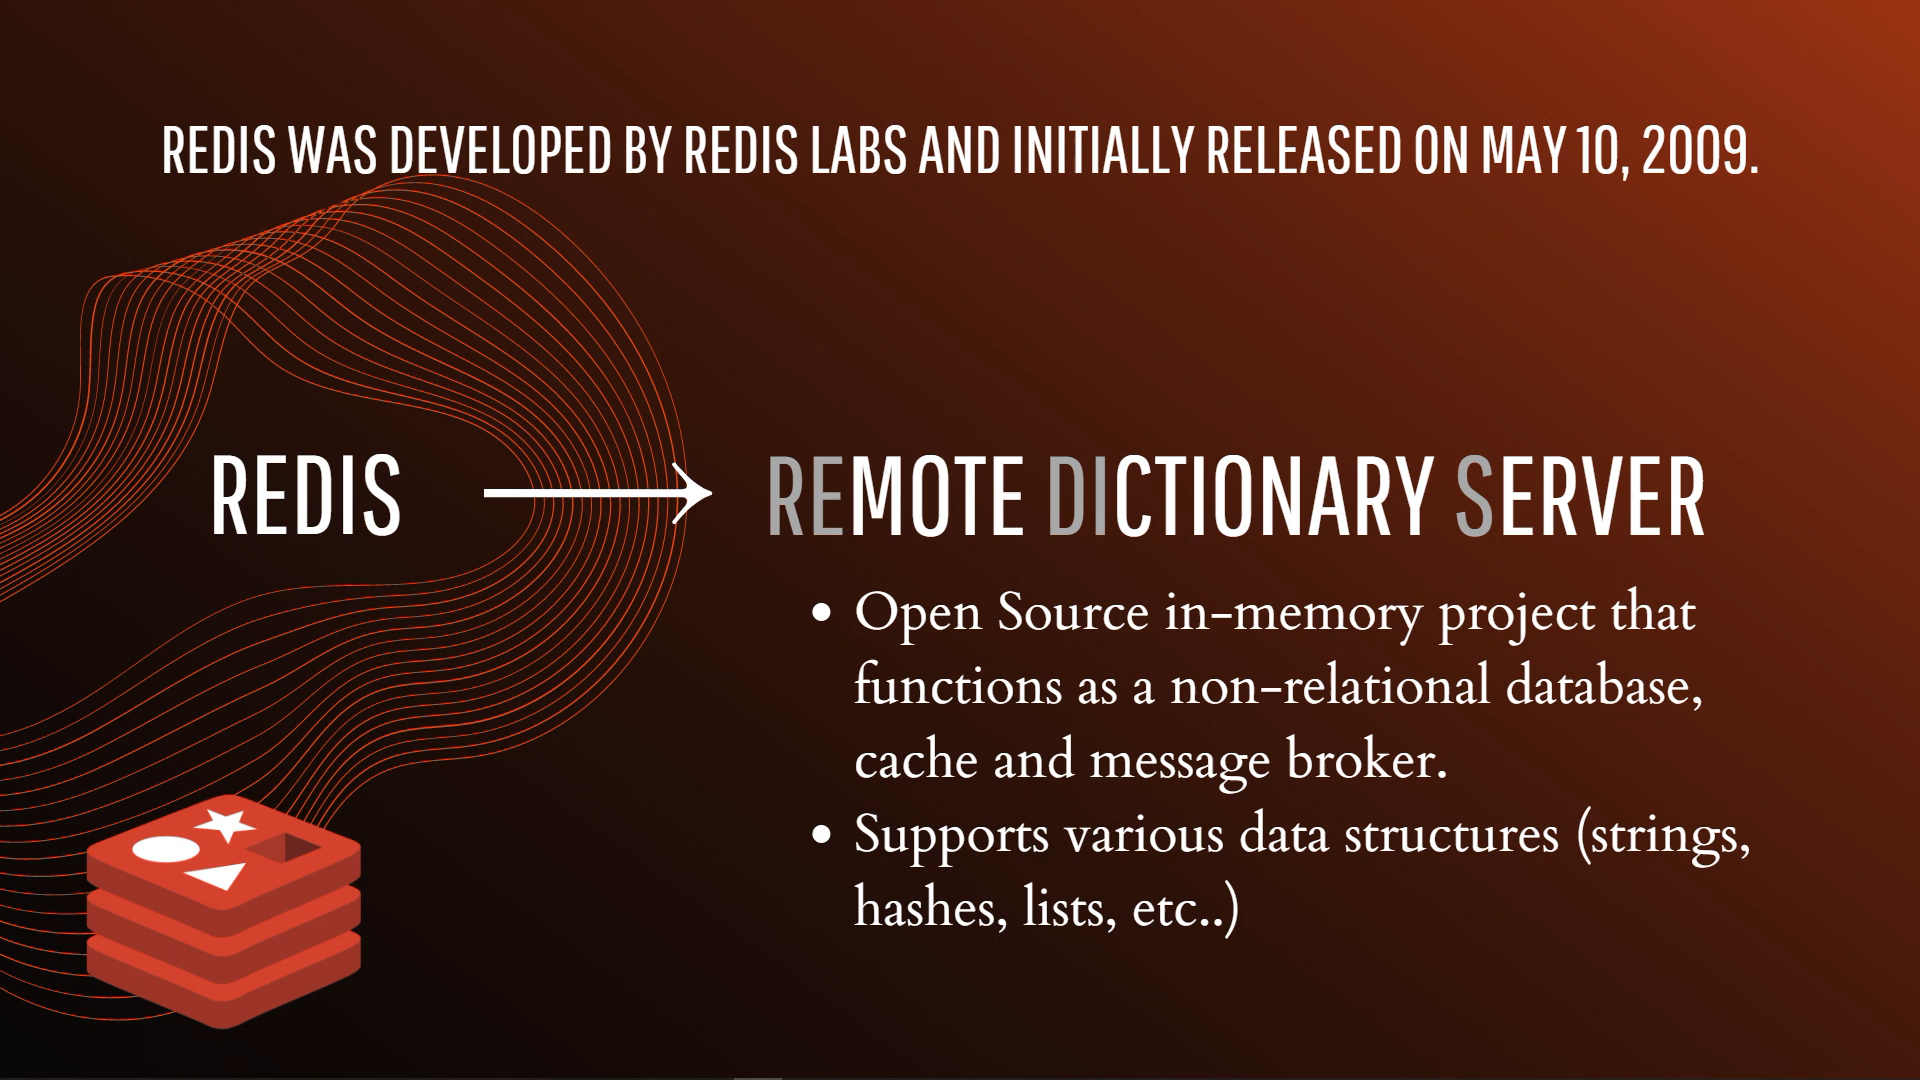 REDIS WAS DEVELOPED BY REDIS LABS AND INITIALLY RELEASED ON MAY 10, 2009.
REDIS
REMOTE DICTIONARY SERVER
• Open Source in-memory project that
functions as a non-relational database,
cache and message broker.
• Supports various data structures (strings,
hashes, lists, etc..)